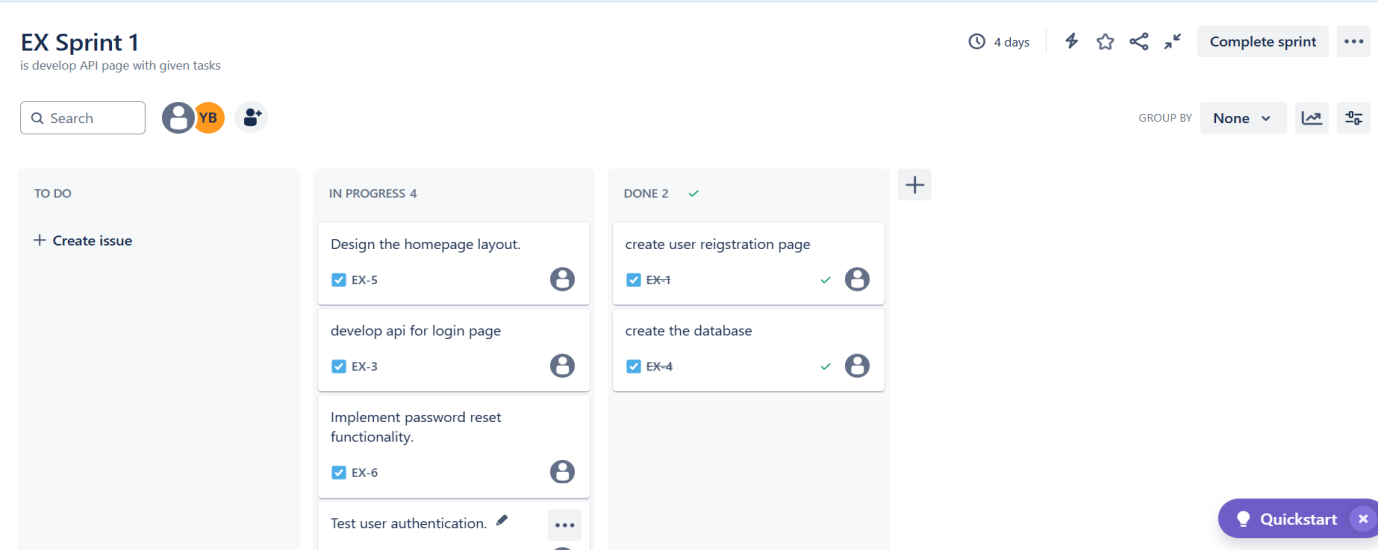 EX Sprint 1
is develop API page with given tasks
4 days
Complete sprint
Search
YB
GROUP BY
None
TO DO
Create issue
IN PROGRESS 4
Design the homepage layout.
EX-5
develop api for login page
EX-3
Implement password reset
functionality.
EX-6
Test user authentication.
DONE 2
create user reigstration page
EX-1
create the database
EX-4
Quickstart